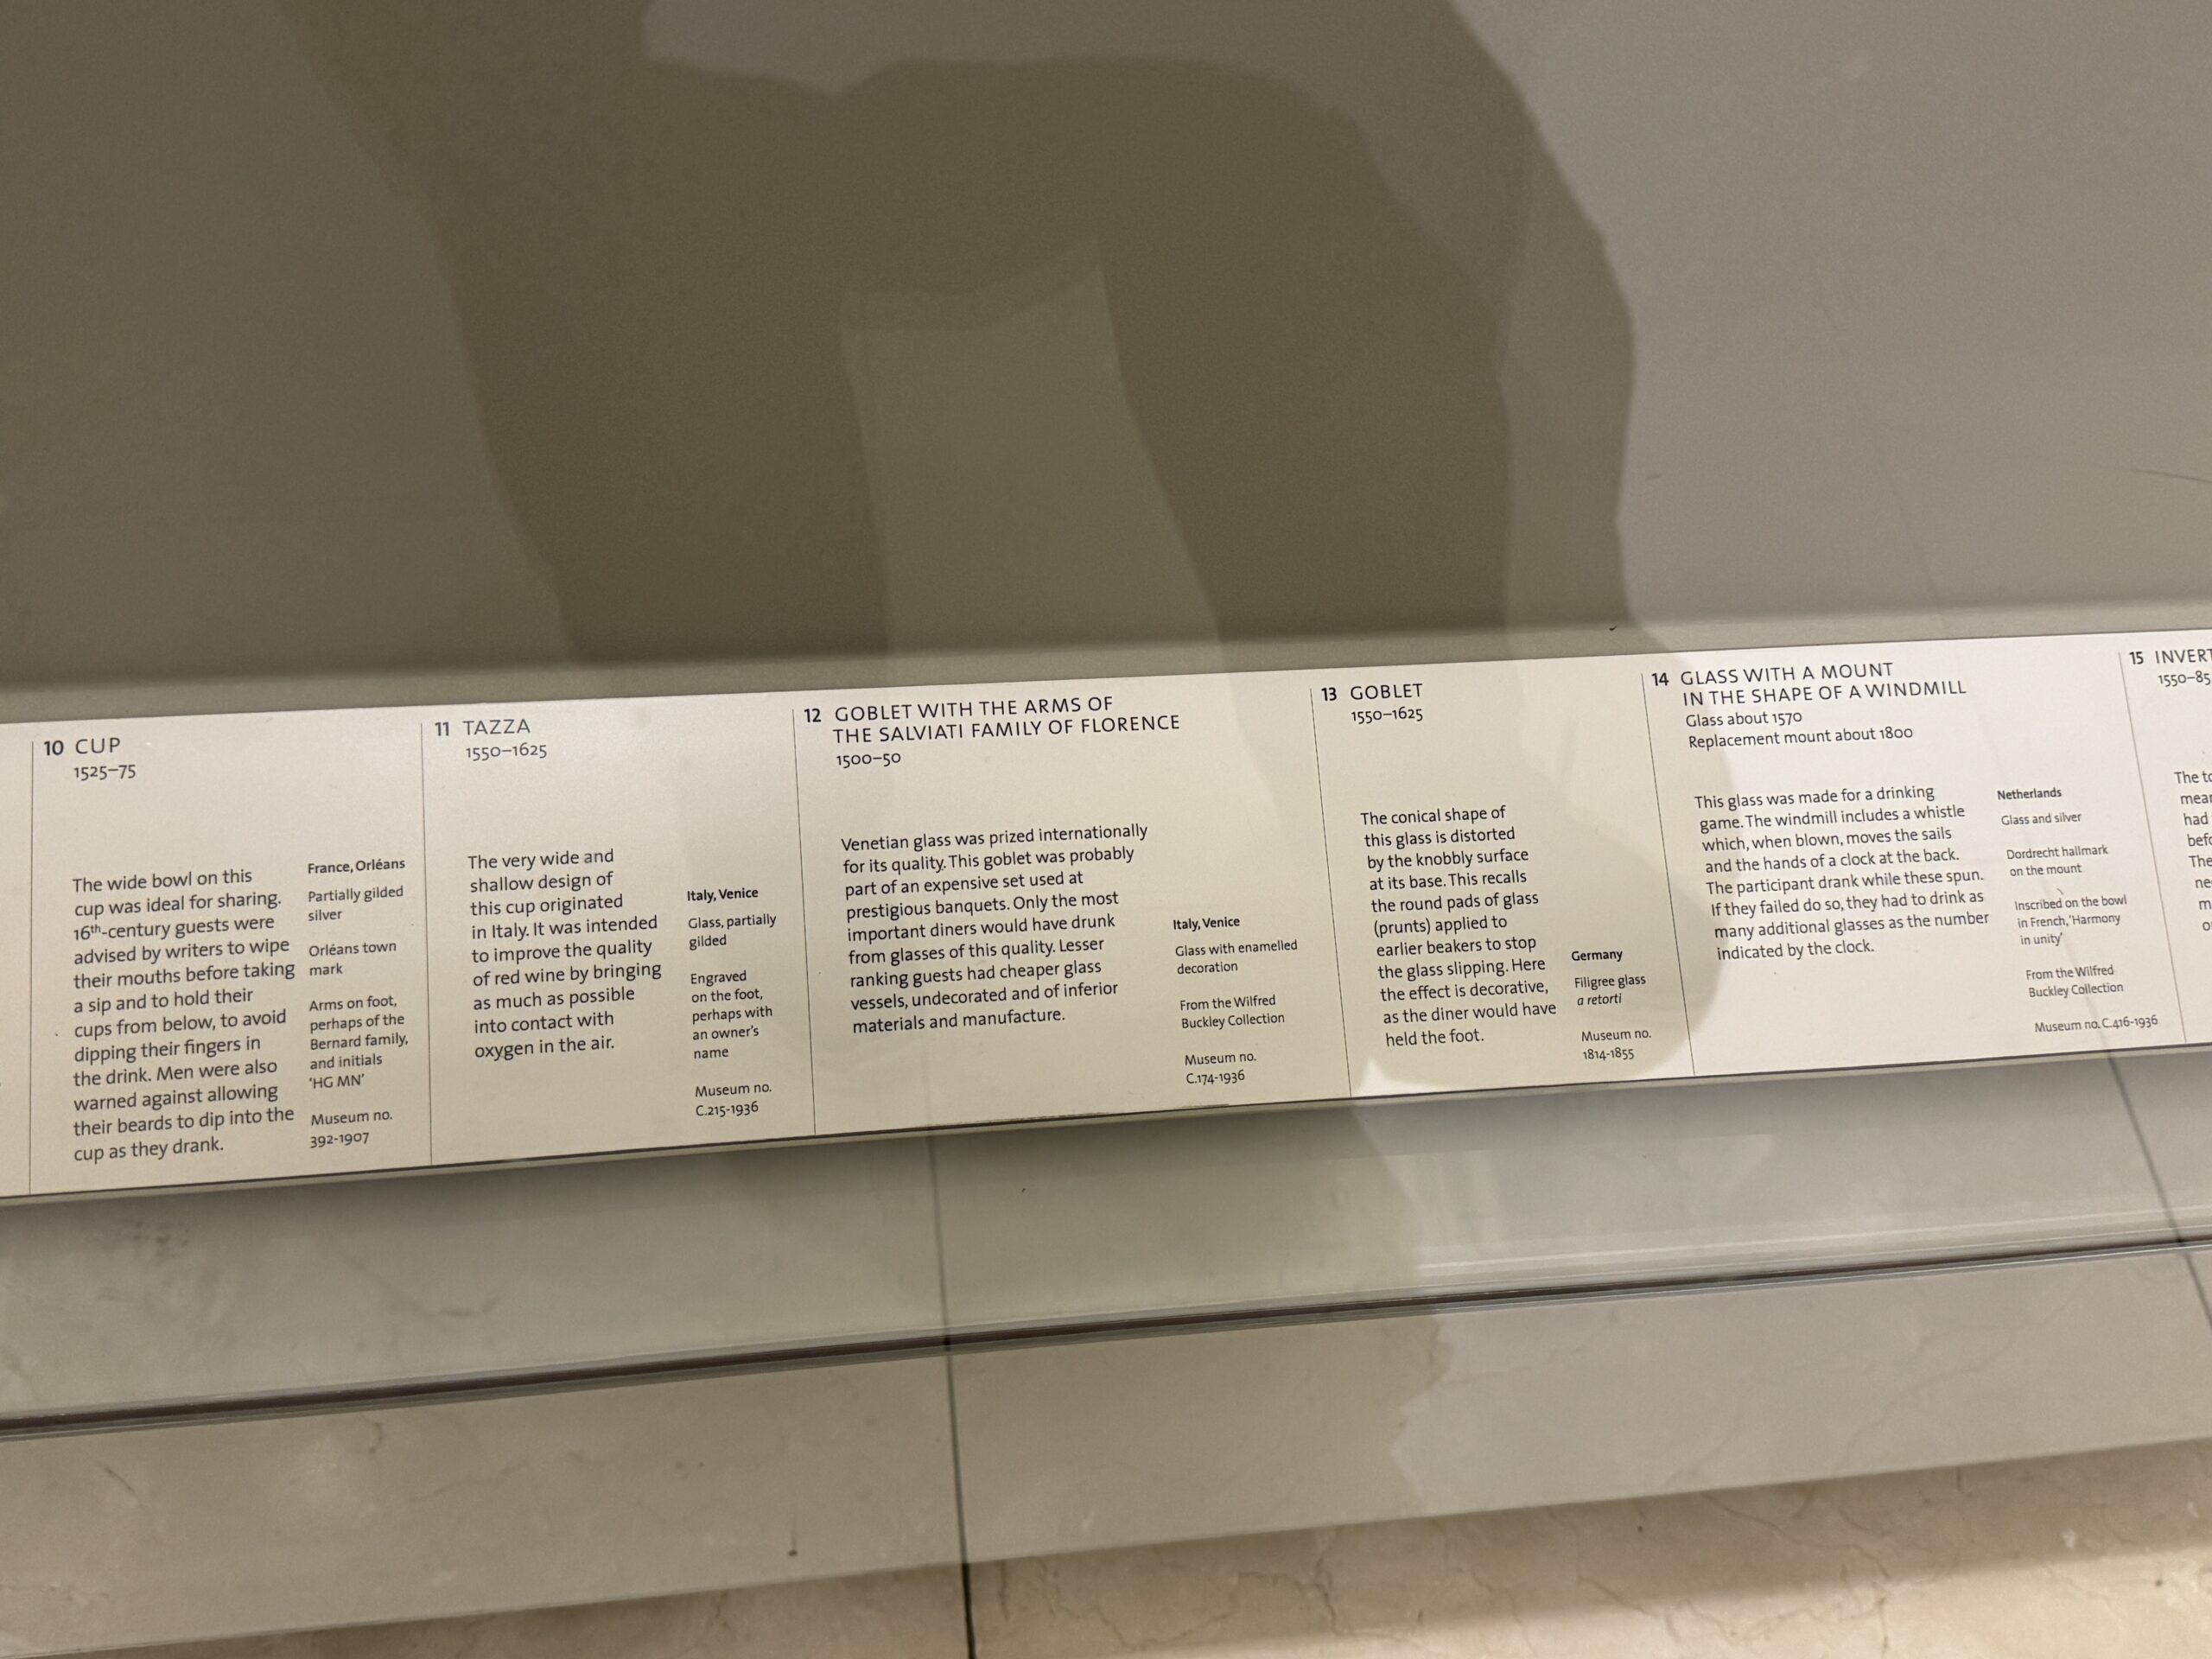 10 CUP
1525–75
The wide bowl on this
cup was ideal for sharing.
16th-century guests were
advised by writers to wipe
their mouths before taking
a sip and to hold their
cups from below, to avoid
dipping their fingers in
the drink. Men were also
warned against allowing
their beards to dip into the
cup as they drank.
France, Orléans
Partially gilded
silver
Orléans town
mark
Arms on foot,
perhaps of the
Bernard family,
and initials
‘HG MN’
Museum no.
392-1907
11 TAZZA
1550–1625
The very wide and
shallow design of
this cup originated
in Italy. It was intended
to improve the quality
of red wine by bringing
as much as possible
into contact with
oxygen in the air.
Italy, Venice
Glass, partially
gilded
Engraved
on the foot,
perhaps with
an owner’s
name
Museum no.
C.215-1936
12 GOBLET WITH THE ARMS OF
THE SALVIATI FAMILY OF FLORENCE
1500–50
Venetian glass was prized internationally
for its quality. This goblet was probably
part of an expensive set used at
prestigious banquets. Only the most
important diners would have drunk
from glasses of this quality. Lesser
ranking guests had cheaper glass
vessels, undecorated and of inferior
materials and manufacture.
Italy, Venice
Glass with enamelled
decoration
From the Wilfred
Buckley Collection
Museum no.
C.174-1936
13 GOBLET
1550–1625
The conical shape of
this glass is distorted
by the knobbly surface
at its base. This recalls
the round pads of glass
(prunts) applied to
earlier beakers to stop
the glass slipping. Here
the effect is decorative,
as the diner would have
held the foot.
Germany
Filigree glass
a retorti
Museum no.
1814-1855
14 GLASS WITH A MOUNT
IN THE SHAPE OF A WINDMILL
Glass about 1570
Replacement mount about 1800
This glass was made for a drinking
game. The windmill includes a whistle
which, when blown, moves the sails
and the hands of a clock at the back.
The participant drank while these spun.
If they failed do so, they had to drink as
many additional glasses as the number
indicated by the clock.
Netherlands
Glass and silver
Dordrecht hallmark
on the mount
Inscribed on the bowl
in French, ‘Harmony
in unity’
From the Wilfred
Buckley Collection
Museum no. C.416-1936
15 INVERT
1550–85
The
had
The